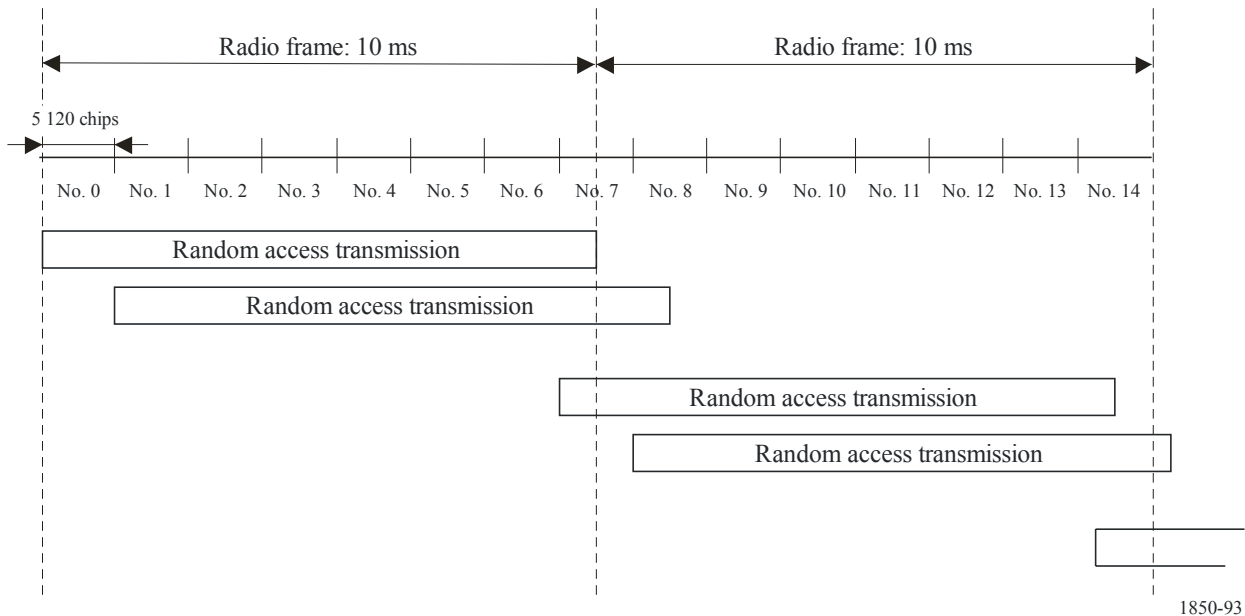 Radio frame: 10 ms Radio frame: 10 ms
5 120 chips
No. 0 No. 1 No. 2 No. 3 No. 4 No. 5 No. 6 No. 7 No. 8 No. 9 No. 10 No. 11 No. 12 No. 13 No. 14
Random access transmission
Random access transmission
Random access transmission
Random access transmission
1850-93